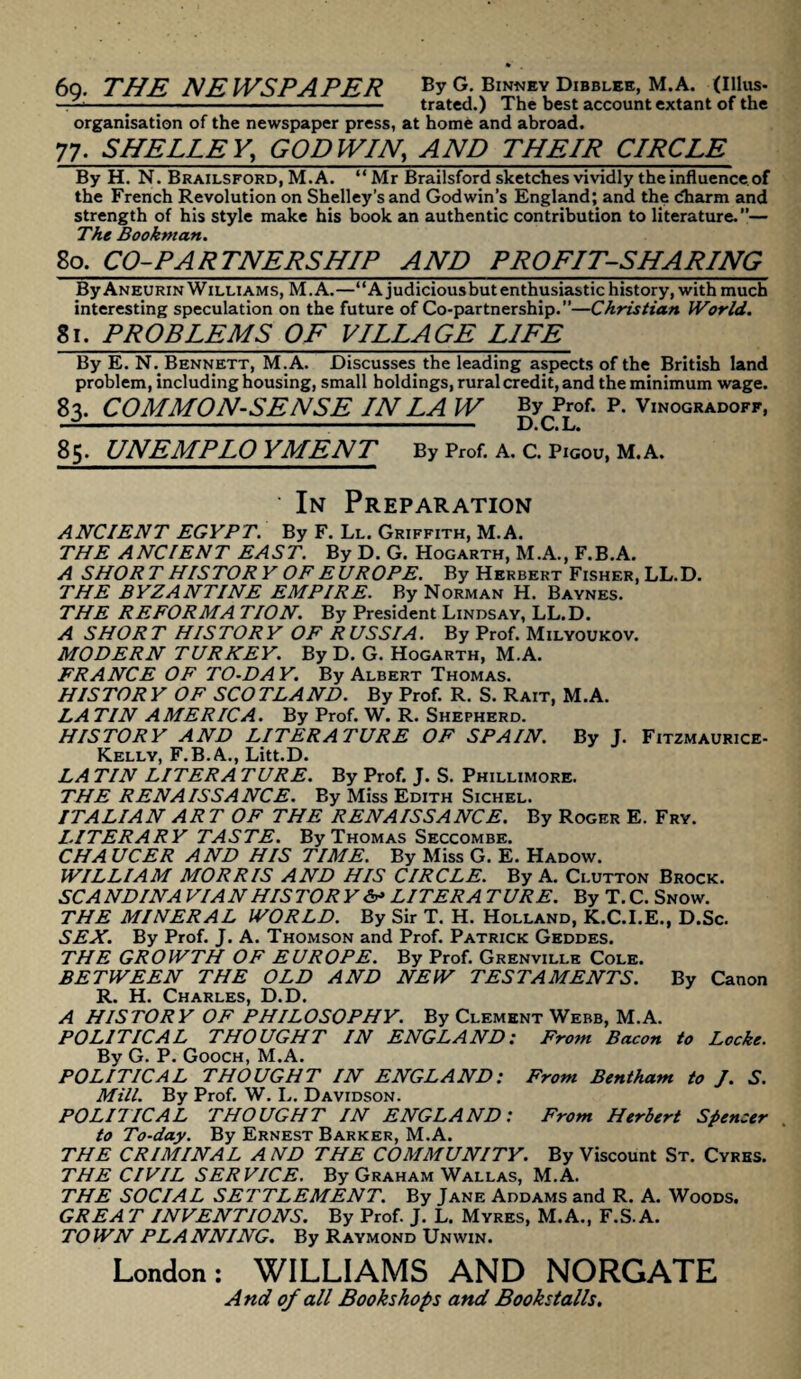 69. THE NEWSPAPER By G. BINNEY DIBBLEE, M.A. (Illus-
trated.) The best account extant of the
organisation of the newspaper press, at home and abroad.
77. SHELLEY, GODWIN, AND THEIR CIRCLE
By H. N. BRAILSFORD, M.A. “Mr Brailsford sketches vividly the influence of
the French Revolution on Shelley's and Godwin's England; and the charm and
strength of his style make his book an authentic contribution to literature.”—
The Bookman.
80. CO-PARTNERSHIP AND PROFIT-SHARING
By ANEURIN WILLIAMS, M.A.—“A judicious but enthusiastic history, with much
interesting speculation on the future of Co-partnership.”—Christian World.
81. PROBLEMS OF VILLAGE LIFE
By E. N. BENNETT, M.A. Discusses the leading aspects of the British land
problem, including housing, small holdings, rural credit, and the minimum wage.
83. COMMON-SENSE IN LAW By Prof. P. VINOGRADOFF,
D.C.L.
85. UNEMPLOYMENT By Prof. A. C. PIGOU, M.A.
IN PREPARATION
ANCIENT EGYPT. By F. LL. GRIFFITH, M.A.
THE ANCIENT EAST. By D. G. HOGARTH, M.A., F.B.A.
A SHORT HISTORY OF EUROPE. By HERBERT FISHER, LL.D.
THE BYZANTINE EMPIRE. By NORMAN H. BAYNES.
THE REFORMATION. By President LINDSAY, LL.D.
A SHORT HISTORY OF RUSSIA. By Prof. MILYOUKOV.
MODERN TURKEY. By D. G. HOGARTH, M.A.
FRANCE OF TO-DAY. By ALBERT THOMAS.
HISTORY OF SCOTLAND. By Prof. R. S. RAIT, M.A.
LATIN AMERICA. By Prof. W. R. SHEPHERD.
HISTORY AND LITERATURE OF SPAIN. By J. FITZMAURICE-
KELLY, F.B.A., Litt.D.
LATIN LITERATURE. By Prof. J. S. PHILLIMORE.
THE RENAISSANCE. By Miss EDITH SICHEL.
ITALIAN ART OF THE RENAISSANCE. By ROGER E. FRY.
LITERARY TASTE. By THOMAS SECCOMBE.
CHAUCER AND HIS TIME. By Miss G. E. HADOW.
WILLIAM MORRIS AND HIS CIRCLE. By A. CLUTTON BROCK.
SCANDINAVIAN HISTORY & LITERATURE. By T. C. SNOW.
THE MINERAL WORLD. By Sir T. H. HOLLAND, K.C.I.E., D.Sc.
SEX. By Prof. J. A. THOMSON and Prof. PATRICK GEDDES.
THE GROWTH OF EUROPE. By Prof. GRENVILLE COLE.
BETWEEN THE OLD AND NEW TESTAMENTS. By Canon
R. H. CHARLES, D.D.
A HISTORY OF PHILOSOPHY. By CLEMENT WEBB, M.A.
POLITICAL THOUGHT IN ENGLAND: From Bacon to Locke.
By G. P. GOOCH, M.A.
POLITICAL THOUGHT IN ENGLAND: From Bentham to J. S.
Mill. By Prof. W. L. DAVIDSON.
POLITICAL THOUGHT IN ENGLAND: From Herbert Spencer
to To-day. By ERNEST BARKER, M.A.
THE CRIMINAL AND THE COMMUNITY. By Viscount ST. CYRES.
THE CIVIL SERVICE. By GRAHAM WALLAS, M.A.
THE SOCIAL SETTLEMENT. By JANE ADDAMS and R. A. WOODS.
GREAT INVENTIONS. By Prof. J. L. MYRES, M.A., F.S.A.
TOWN PLANNING. By RAYMOND UNWIN.
London: WILLIAMS AND NORGATE
And of all Bookshops and Bookstalls.